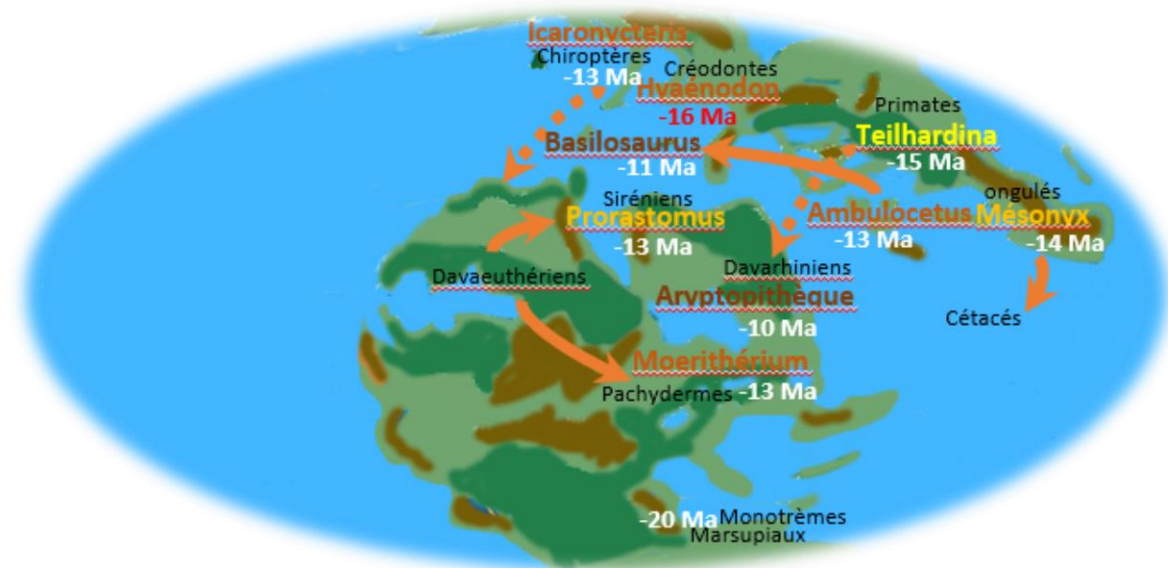 Icaronycteris
Chiroptères
-13 Ma
Créodontes
Hyaénodon
-16 Ma
Primates
Teilhardina
-15 Ma
Basilosaurus
-11 Ma
ongulés
Siréniens
Prorastomus
-13 Ma
Ambulocetus Mésonyx
-13 Ma
-14 Ma
Davaeuthériens
Davarhiniens
Aryptopithèque
-10 Ma
Cétacés
Moerithérium
Pachydermes -13 Ma
-20 Ma Monotrèmes
Marsupiaux